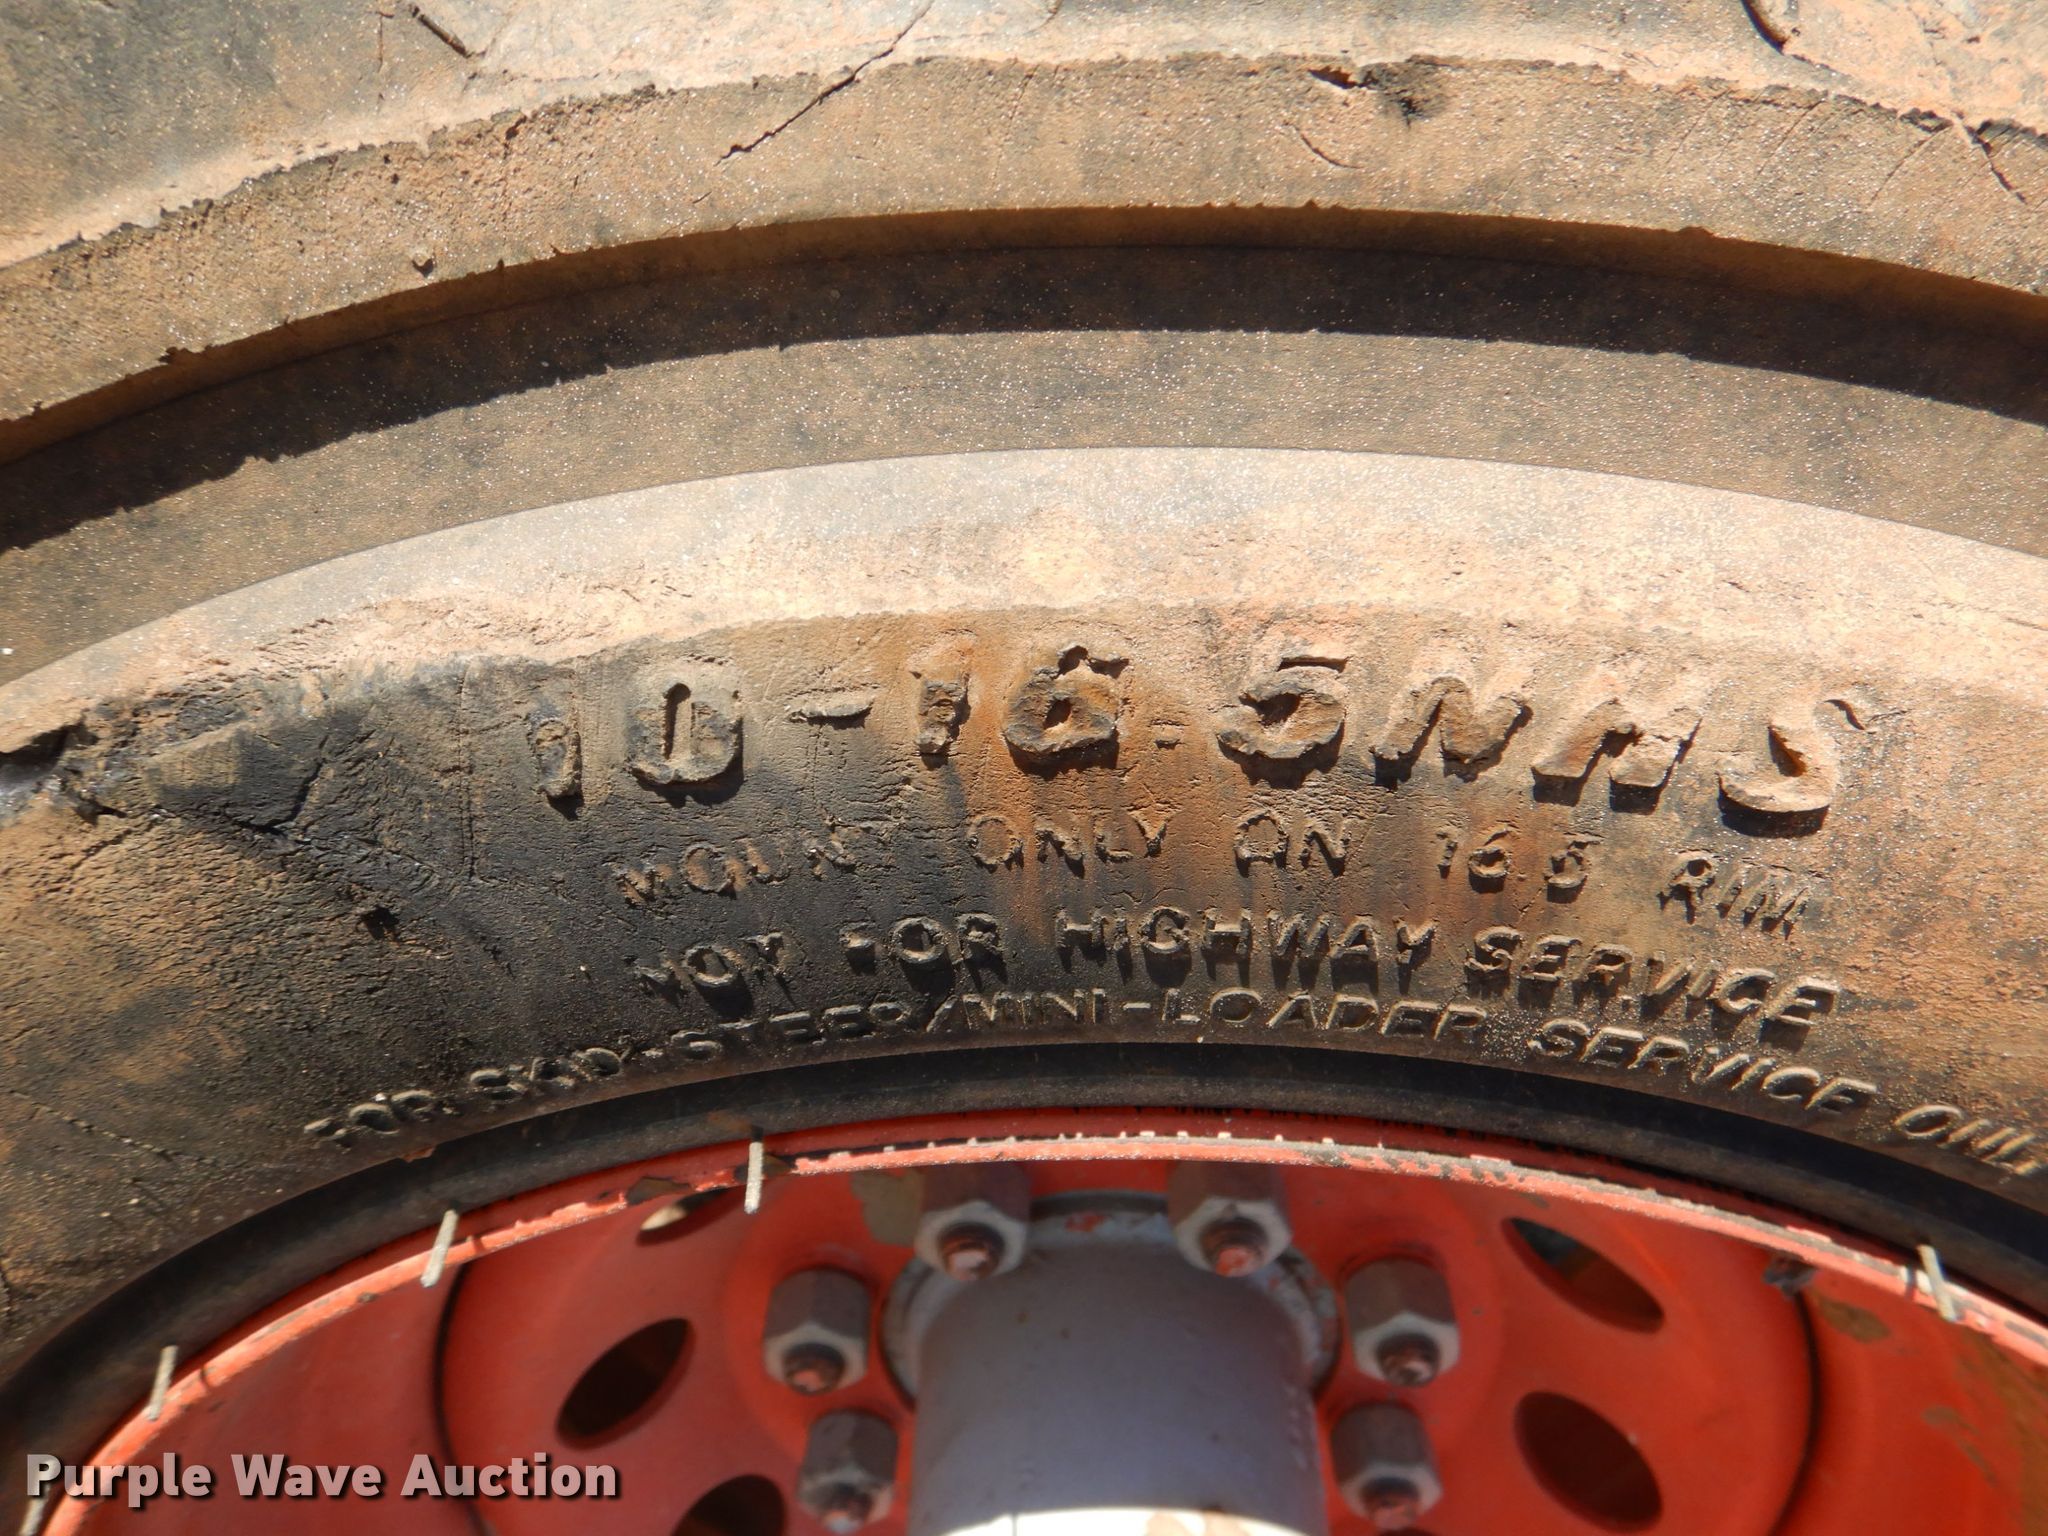 10-16.5NHS
MOUNT ONLY ON 16.5 RIM
NOT FOR HIGHWAY SERVICE
FOR SKID-STEER/MINI-LOADER SERVICE ONLY
Purple Wave Auction